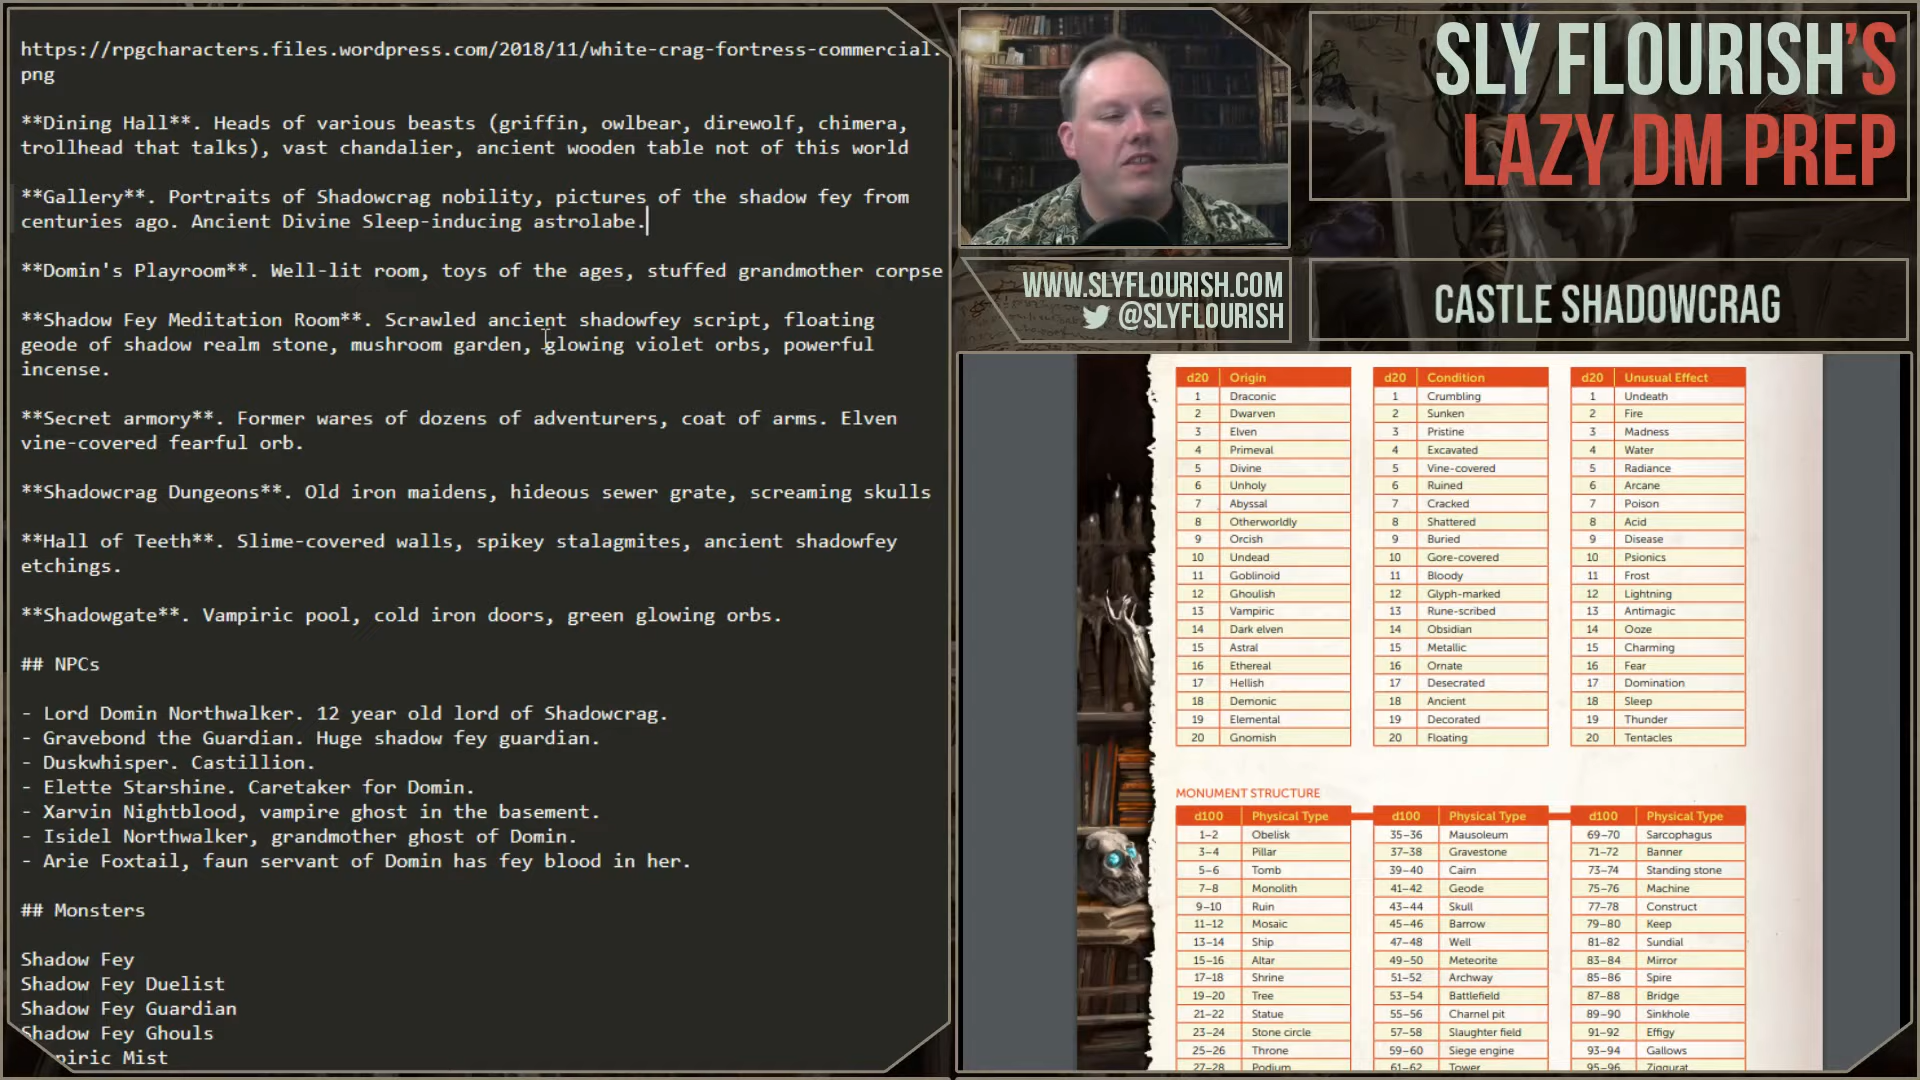 https://rpgcharacters.files.wordpress.com/2018/11/white-crag-fortress-commercial.
png
**Dining Hall**. Heads of various beasts (griffin, owlbear, direwolf, chimera,
trollhead that talks), vast chandalier, ancient wooden table not of this world
**Gallery**. Portraits of Shadowcrag nobility, pictures of the shadow fey from
centuries ago. Ancient Divine Sleep-inducing astrolabe.
**Domin's Playroom**. Well-lit room, toys of the ages, stuffed grandmother corpse
**Shadow Fey Meditation Room**. Scrawled ancient shadowfey script, floating
geode of shadow realm stone, mushroom garden, glowing violet orbs, powerful
incense.
**Secret armory**. Former wares of dozens of adventurers, coat of arms. Elven
vine-covered fearful orb.
**Shadowcrag Dungeons**. Old iron maidens, hideous sewer grate, screaming skulls
**Hall of Teeth**. Slime-covered walls, spikey stalagmites, ancient shadowfey
etchings.
**Shadowgate**. Vampiric pool, cold iron doors, green glowing orbs.
## NPCs
- Lord Domin Northwalker. 12 year old lord of Shadowcrag.
- Gravebond the Guardian. Huge shadow fey guardian.
- Duskwhisper. Castillion.
- Elette Starshine. Caretaker for Domin.
- Xarvin Nightblood, vampire ghost in the basement.
- Isidel Northwalker, grandmother ghost of Domin.
- Arie Foxtail, faun servant of Domin has fey blood in her.
## Monsters
Shadow Fey
Shadow Fey Duelist
Shadow Fey Guardian
Shadow Fey Ghouls
piric Mist
WWW.SLYFLOURISH.COM
@SLYFLOURISH
SLY FLOURISH'S
LAZY DM PREP
CASTLE SHADOWCRAG
d20 Origin d20 Condition d20 Unusual Effect
1 Draconic 1 Crumbling 1 Undeath
2 Dwarven 2 Sunken 2 Fire
3 Elven 3 Pristine 3 Madness
4 Primeval 4 Excavated 4 Water
5 Divine 5 Vine-covered 5 Radiance
6 Unholy 6 Ruined 6 Arcane
7 Abyssal 7 Cracked 7 Poison
8 Otherworldly 8 Shattered 8 Acid
9 Orcish 9 Buried 9 Disease
10 Undead 10 Gore-covered 10 Psionics
11 Goblinoid 11 Bloody 11 Frost
12 Ghoulish 12 Glyph-marked 12 Lightning
13 Vampiric 13 Rune-scribed 13 Antimagic
14 Dark elven 14 Obsidian 14 Ooze
15 Astral 15 Metallic 15 Charming
16 Ethereal 16 Ornate 16 Fear
17 Hellish 17 Desecrated 17 Domination
18 Demonic 18 Ancient 18 Sleep
19 Elemental 19 Decorated 19 Thunder
20 Gnomish 20 Floating 20 Tentacles
MONUMENT STRUCTURE
d100 Physical Type d100 Physical Type d100 Physical Type
1–2 Obelisk 35–36 Mausoleum 69–70 Sarcophagus
3–4 Pillar 37–38 Gravestone 71–72 Banner
5–6 Tomb 39–40 Cairn 73–74 Standing stone
7–8 Monolith 41–42 Geode 75–76 Machine
9–10 Ruin 43–44 Skull 77–78 Construct
11–12 Mosaic 45–46 Barrow 79–80 Keep
13–14 Ship 47–48 Well 81–82 Sundial
15–16 Altar 49–50 Meteorite 83–84 Mirror
17–18 Shrine 51–52 Archway 85–86 Spire
19–20 Tree 53–54 Battlefield 87–88 Bridge
21–22 Statue 55–56 Charnel pit 89–90 Sinkhole
23–24 Stone circle 57–58 Slaughter field 91–92 Effigy
25–26 Throne 59–60 Siege engine 93–94 Gallows
27–28 Podium 61–62 Tower 95–96 Ziggurat